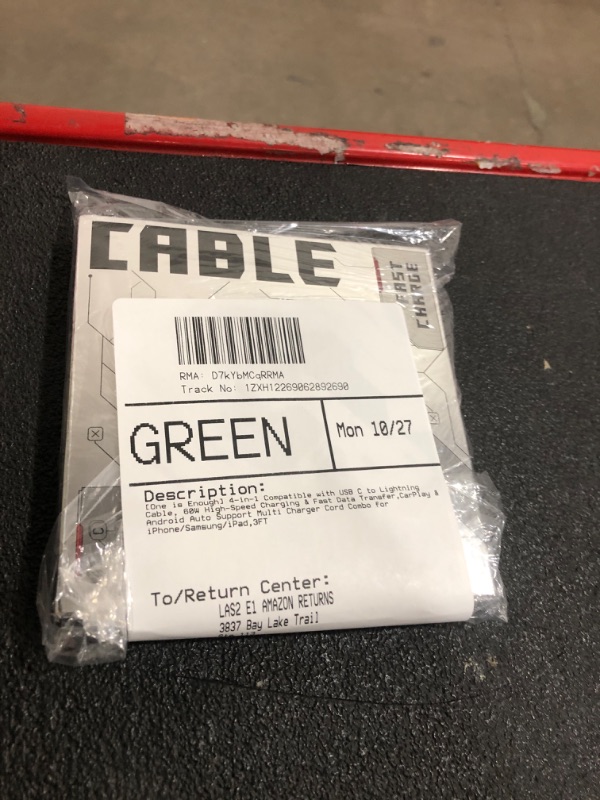 CABLE
FAST
CHARGE
RMA: D7kYbMCqRRMA
Track No: 1ZXH12269062892690
GREEN
Mon 10/27
Description:
[One is Enough] 4-in-1 Compatible with USB C to Lightning
Cable, 60W High-Speed Charging & Fast Data Transfer,CarPlay &
Android Auto Support Multi Charger Cord Combo for
iPhone/Samsung/iPad,3FT
To/Return Center:
LAS2 E1 AMAZON RETURNS
3837 Bay Lake Trail